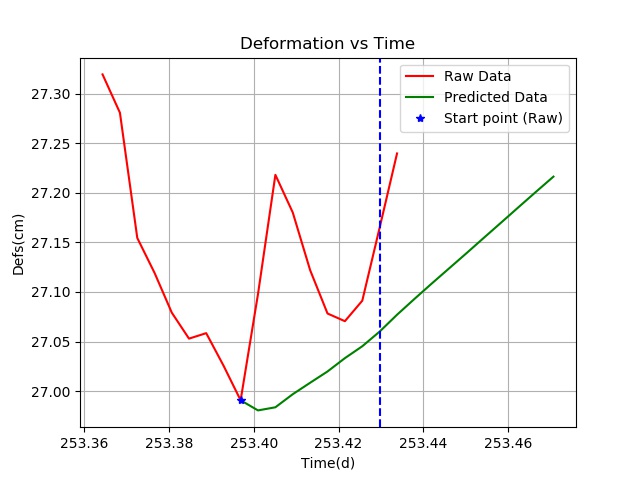 Deformation vs Time
Raw Data
Predicted Data
Start point (Raw)
27.30
27.25
27.20
27.15
27.10
27.05
27.00
Defs(cm)
253.36 253.38 253.40 253.42 253.44 253.46
Time(d)